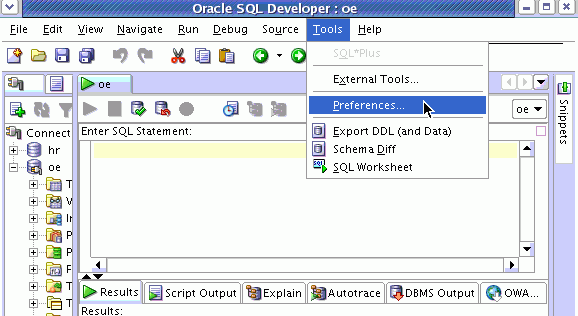 Oracle SQL Developer : oe
File Edit View Navigate Run Debug Source Tools Help
SQL*Plus
External Tools...
Preferences...
Export DDL (and Data)
Schema Diff
SQL Worksheet
oe
oe
Enter SQL Statement:
Snippets
Connect
hr
oe
T
V
In
P
P
F
T
T
Results Script Output Explain Autotrace DBMS Output OWA...
Results: